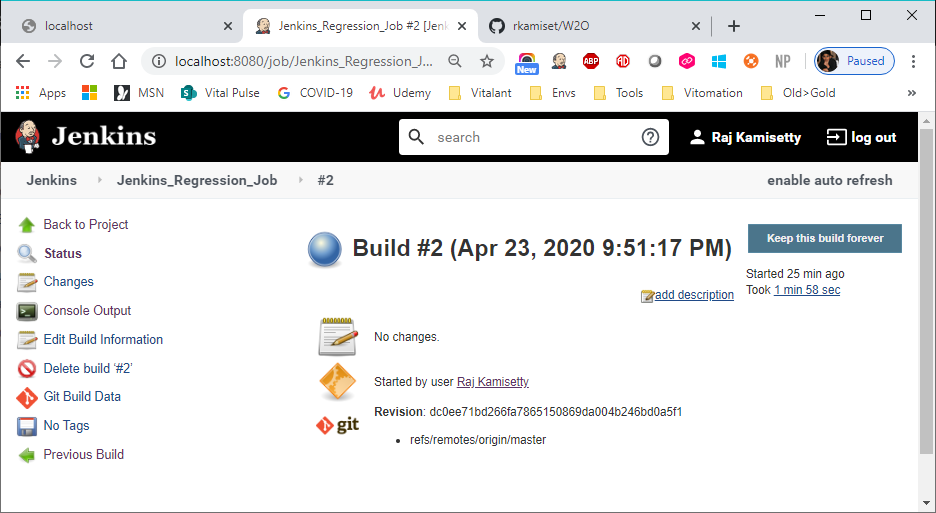 localhost
Jenkins_Regression_Job #2 [Jenk
rkamiset/W2O
localhost:8080/job/Jenkins_Regression_J...
New
ABP
AD
NP
Paused
Apps
MSN
Vital Pulse
COVID-19
Udemy
Vitalant
Envs
Tools
Vitomation
Old>Gold
»
Jenkins
search
Raj Kamisetty
log out
Jenkins
Jenkins_Regression_Job
#2
enable auto refresh
Back to Project
Status
Changes
Console Output
Edit Build Information
Delete build ‘#2’
Git Build Data
No Tags
Previous Build
Build #2 (Apr 23, 2020 9:51:17 PM)
Keep this build forever
Started 25 min ago
Took 1 min 58 sec
add description
No changes.
Started by user Raj Kamisetty
git
Revision: dc0ee71bd266fa7865150869da004b246bd0a5f1
• refs/remotes/origin/master